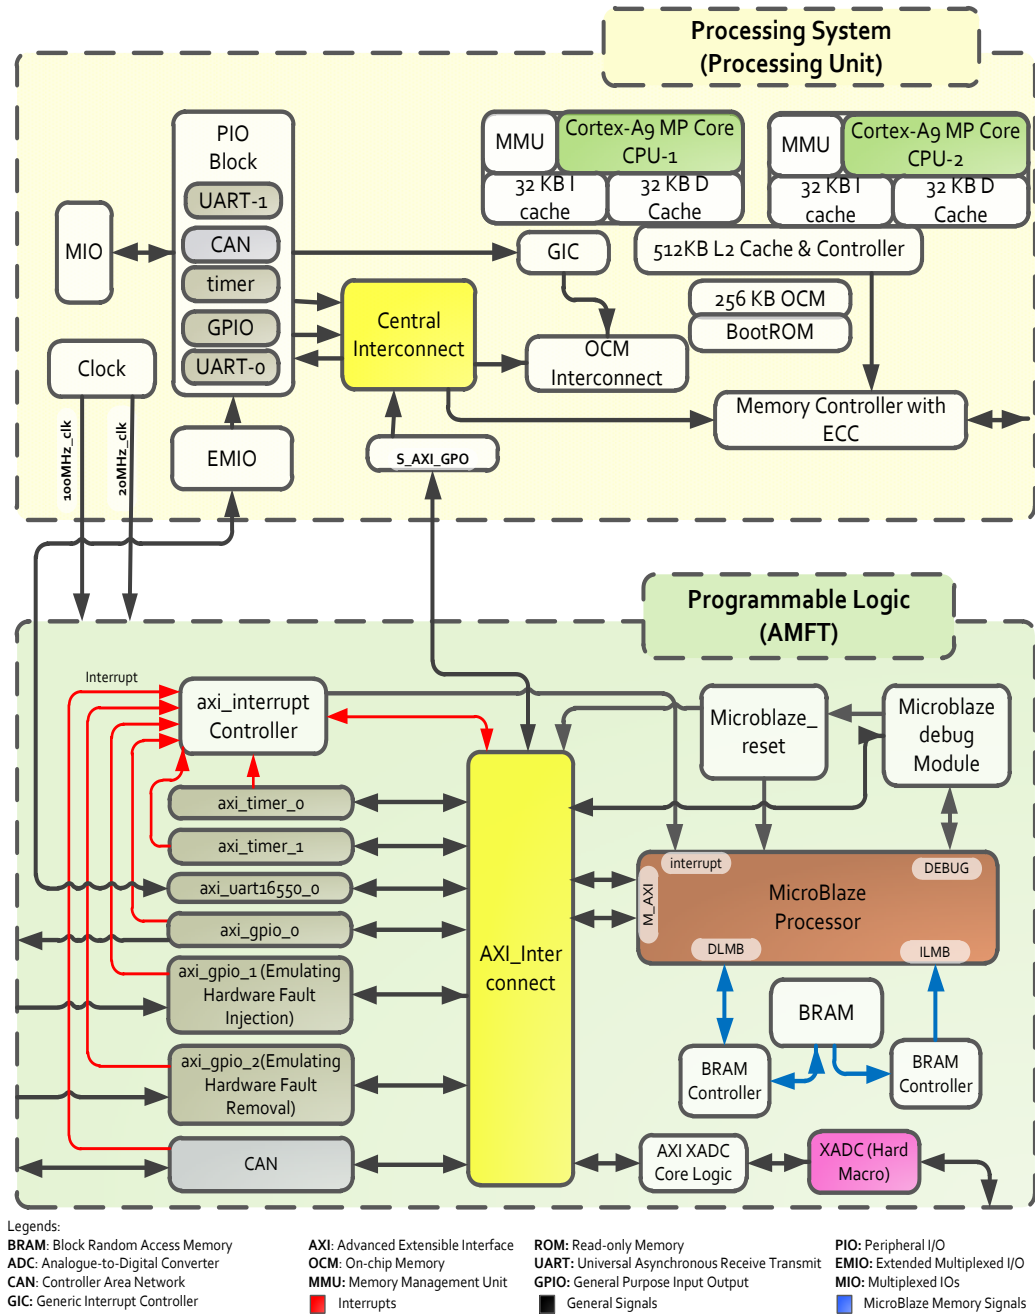 Processing System
(Processing Unit)
PIO
Block
UART-1
CAN
timer
GPIO
UART-0
MIO
Clock
100MHz_clk
20MHz_clk
EMIO
MMU
Cortex-A9 MP Core
CPU-1
32 KB I
cache
32 KB D
Cache
MMU
Cortex-A9 MP Core
CPU-2
32 KB I
cache
32 KB D
Cache
GIC
512KB L2 Cache & Controller
256 KB OCM
BootROM
Central
Interconnect
OCM
Interconnect
Memory Controller with
ECC
S_AXI_GPO
Programmable Logic
(AMFT)
Interrupt
axi_interrupt
Controller
Microblaze_
reset
Microblaze
debug
Module
axi_timer_0
axi_timer_1
axi_uart16550_0
axi_gpio_0
axi_gpio_1 (Emulating
Hardware Fault
Injection)
axi_gpio_2(Emulating
Hardware Fault
Removal)
CAN
AXI_Inter
connect
interrupt
DEBUG
M_AXI
MicroBlaze
Processor
DLMB
ILMB
BRAM
BRAM
Controller
BRAM
Controller
AXI XADC
Core Logic
XADC (Hard
Macro)
Legends:
BRAM: Block Random Access Memory
ADC: Analogue-to-Digital Converter
CAN: Controller Area Network
GIC: Generic Interrupt Controller
AXI: Advanced Extensible Interface
OCM: On-chip Memory
MMU: Memory Management Unit
Interrupts
ROM: Read-only Memory
UART: Universal Asynchronous Receive Transmit
GPIO: General Purpose Input Output
General Signals
PIO: Peripheral I/O
EMIO: Extended Multiplexed I/O
MIO: Multiplexed IOs
MicroBlaze Memory Signals